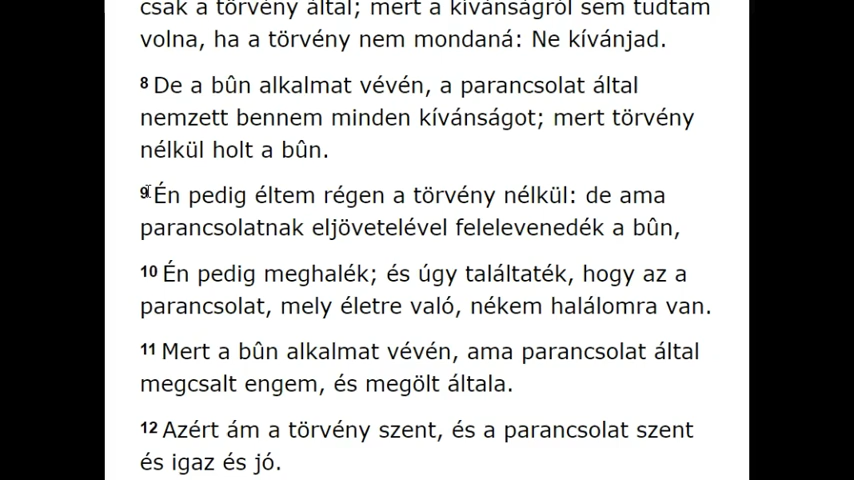 csak a törvény által; mert a kívánságról sem tudtam
volna, ha a törvény nem mondaná: Ne kívánjad.
8 De a bûn alkalmat vévén, a parancsolat által
nemzett bennem minden kívánságot; mert törvény
nélkül holt a bûn.
9 Én pedig éltem régen a törvény nélkül: de ama
parancsolatnak eljövetelével felelevenedék a bûn,
10 Én pedig meghalék; és úgy találtaték, hogy az a
parancsolat, mely életre való, nékem halálomra van.
11 Mert a bûn alkalmat vévén, ama parancsolat által
megcsalt engem, és megölt általa.
12 Azért ám a törvény szent, és a parancsolat szent
és igaz és jó.